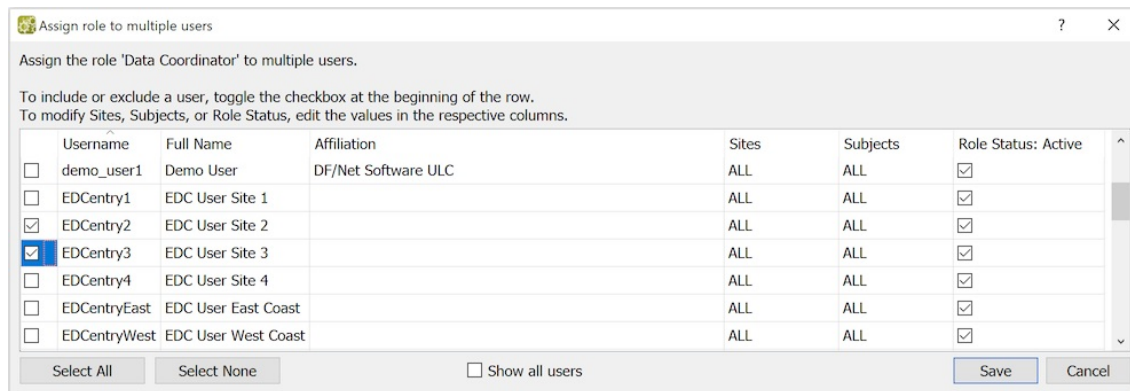 Assign role to multiple users
?
Assign the role 'Data Coordinator' to multiple users.
To include or exclude a user, toggle the checkbox at the beginning of the row.
To modify Sites, Subjects, or Role Status, edit the values in the respective columns.
Username Full Name Affiliation Sites Subjects Role Status: Active
demo_user1 Demo User DF/Net Software ULC ALL ALL
EDCentry1 EDC User Site 1 ALL ALL
EDCentry2 EDC User Site 2 ALL ALL
EDCentry3 EDC User Site 3 ALL ALL
EDCentry4 EDC User Site 4 ALL ALL
EDCentryEast EDC User East Coast ALL ALL
EDCentryWest EDC User West Coast ALL ALL
Select All Select None Show all users Save Cancel